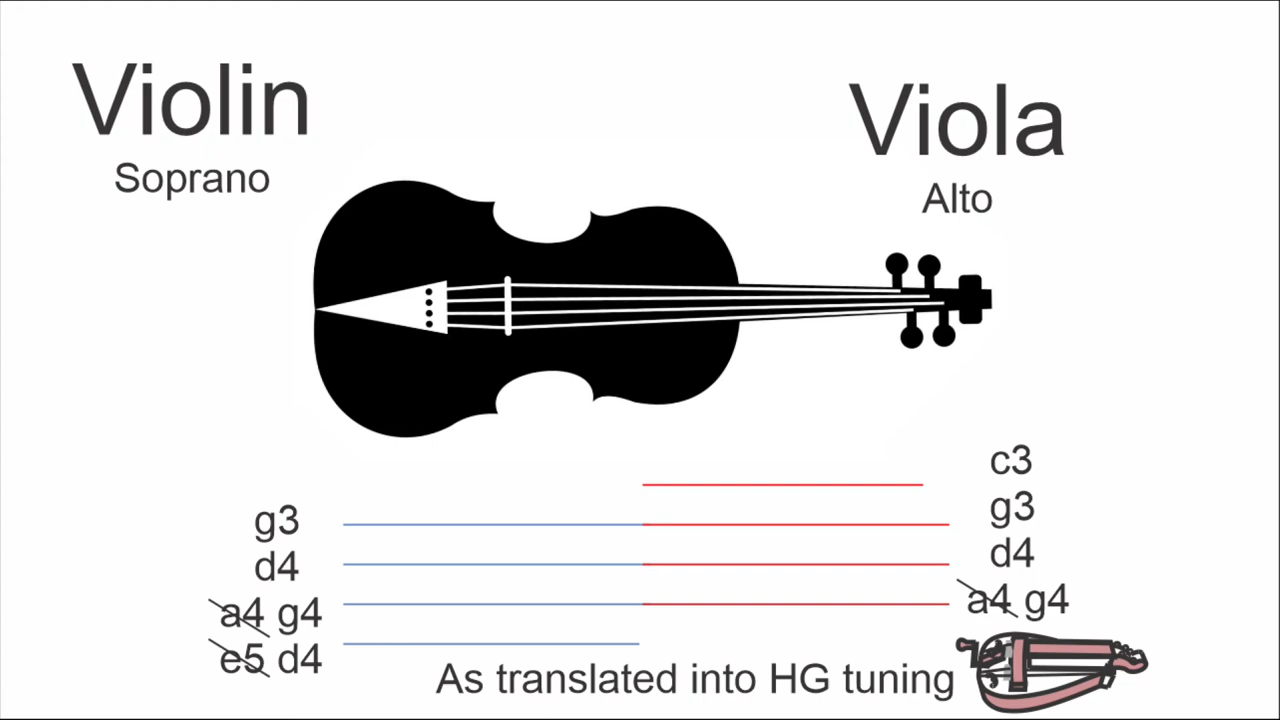 Violin
Soprano
Viola
Alto
g3
d4
a4 g4
e5 d4
c3
g3
d4
a4 g4
As translated into HG tuning